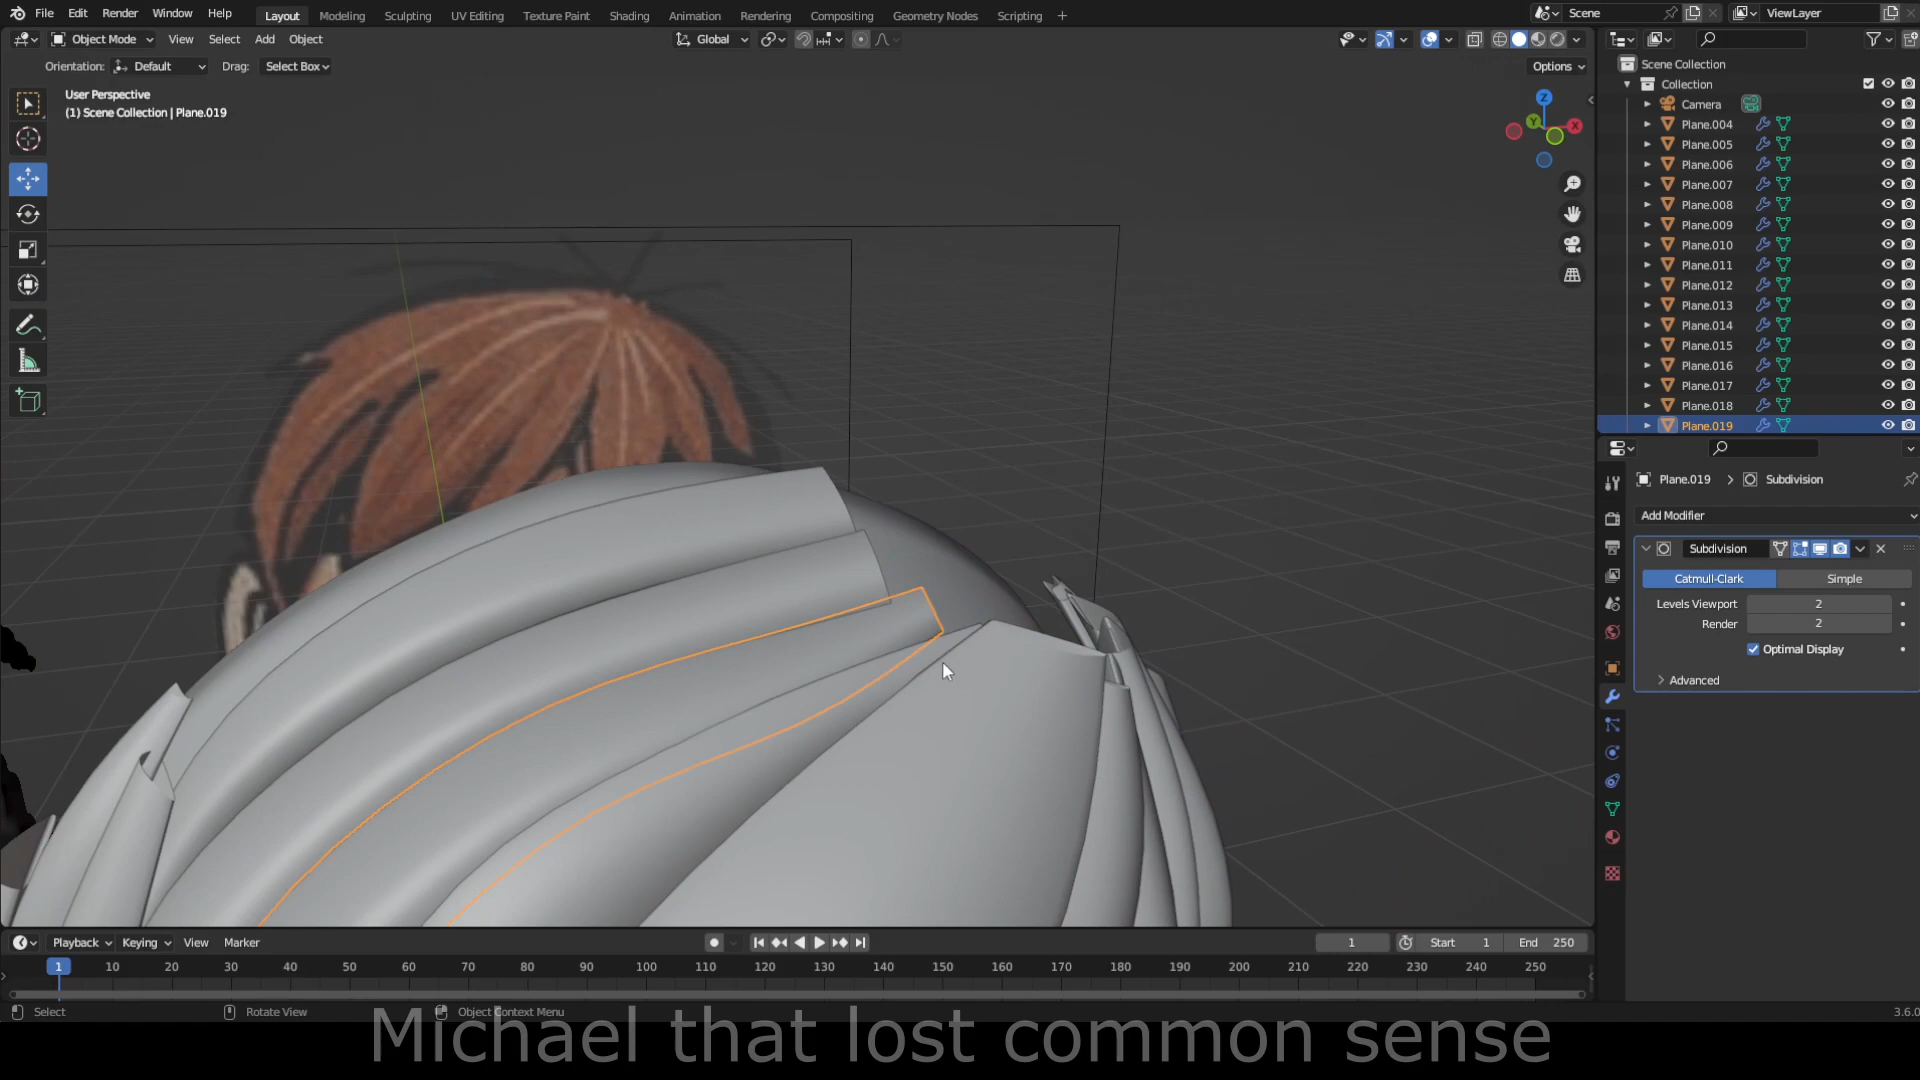 File Edit Render Window Help Layout Modeling Sculpting UV Editing Texture Paint Shading Animation Rendering Compositing Geometry Nodes Scripting + Scene ViewLayer
Object Mode View Select Add Object Global
Orientation: Default Drag: Select Box Options
User Perspective
(1) Scene Collection | Plane.019
Z
Y
X
Scene Collection
Collection
Camera
Plane.004
Plane.005
Plane.006
Plane.007
Plane.008
Plane.009
Plane.010
Plane.011
Plane.012
Plane.013
Plane.014
Plane.015
Plane.016
Plane.017
Plane.018
Plane.019
Plane.019 > Subdivision
Add Modifier
Subdivision
Catmull-Clark Simple
Levels Viewport 2
Render 2
Optimal Display
Advanced
Playback Keying View Marker 1 Start 1 End 250
1 10 20 30 40 50 60 70 80 90 100 110 120 130 140 150 160 170 180 190 200 210 220 230 240 250
Select Rotate View Object Context Menu 3.6.0
Michael that lost common sense